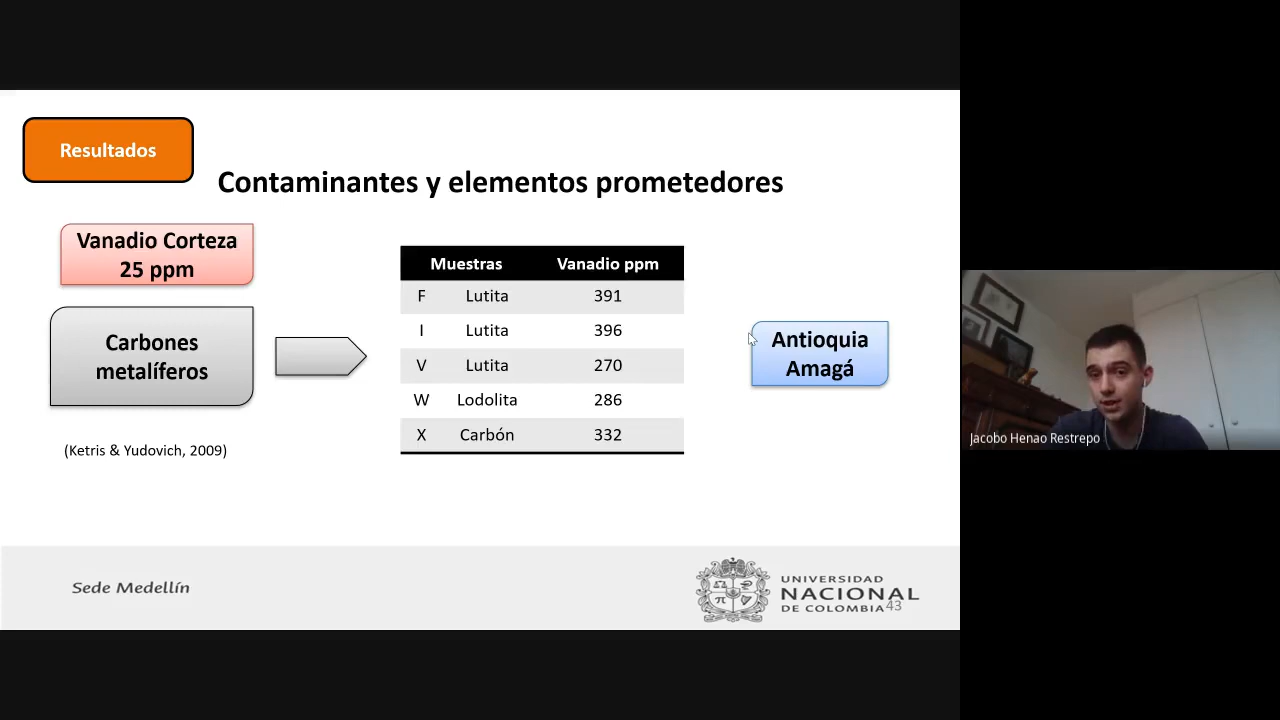 Resultados
Contaminantes y elementos prometedores
Vanadio Corteza
25 ppm
Carbones
metalíferos
(Ketris & Yudovich, 2009)
Muestras Vanadio ppm
F Lutita 391
I Lutita 396
V Lutita 270
W Lodolita 286
X Carbón 332
Antioquia
Amagá
Jacobo Henao Restrepo
Sede Medellín
UNIVERSIDAD
NACIONAL
DE COLOMBIA 43